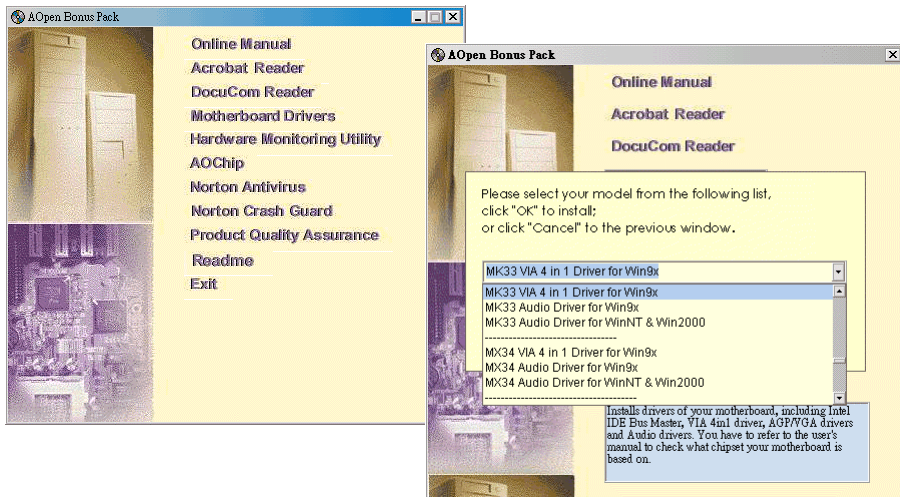 AOpen Bonus Pack
Online Manual
Acrobat Reader
DocuCom Reader
Motherboard Drivers
Hardware Monitoring Utility
AOChip
Norton Antivirus
Norton Crash Guard
Product Quality Assurance
Readme
Exit
AOpen Bonus Pack
Online Manual
Acrobat Reader
DocuCom Reader
Please select your model from the following list,
click "OK" to install;
or click "Cancel" to the previous window.
MK33 VIA 4 in 1 Driver for Win9x
MK33 VIA 4 in 1 Driver for Win9x
MK33 Audio Driver for Win9x
MK33 Audio Driver for WinNT & Win2000
---------------------------------
MX34 VIA 4 in 1 Driver for Win9x
MX34 Audio Driver for Win9x
MX34 Audio Driver for WinNT & Win2000
--------------------------------------
Installs drivers of your motherboard, including Intel
IDE Bus Master, VIA 4in1 driver, AGP/VGA drivers
and Audio drivers. You have to refer to the user's
manual to check what chipset your motherboard is
based on.